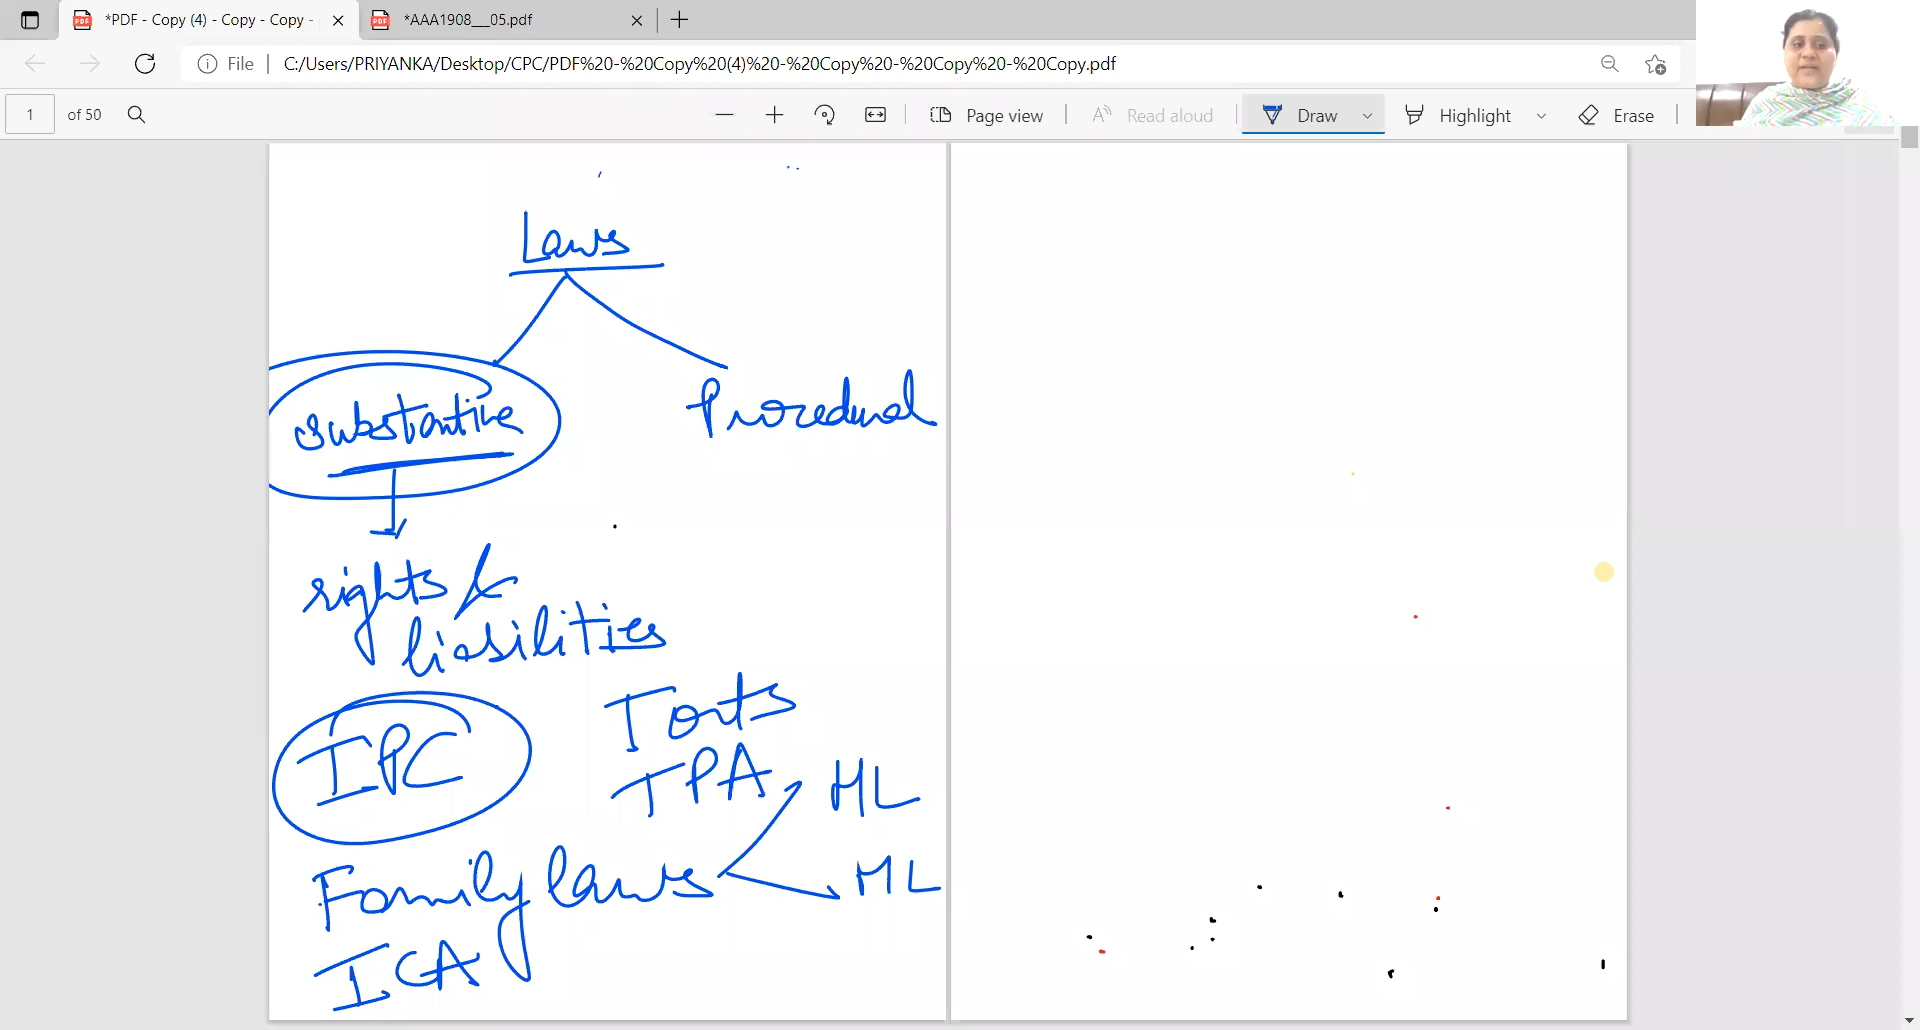 *PDF - Copy (4) - Copy - Copy -
*AAA1908___05.pdf
File
C:/Users/PRIYANKA/Desktop/CPC/PDF%20-%20Copy%20(4)%20-%20Copy%20-%20Copy%20-%20Copy.pdf
1 of 50
Page view
Read aloud
Draw
Highlight
Erase
Laws
Substantive
Procedural
rights &
liabilities
IPC
Torts
TPA
HL
Family laws
ML
ICA